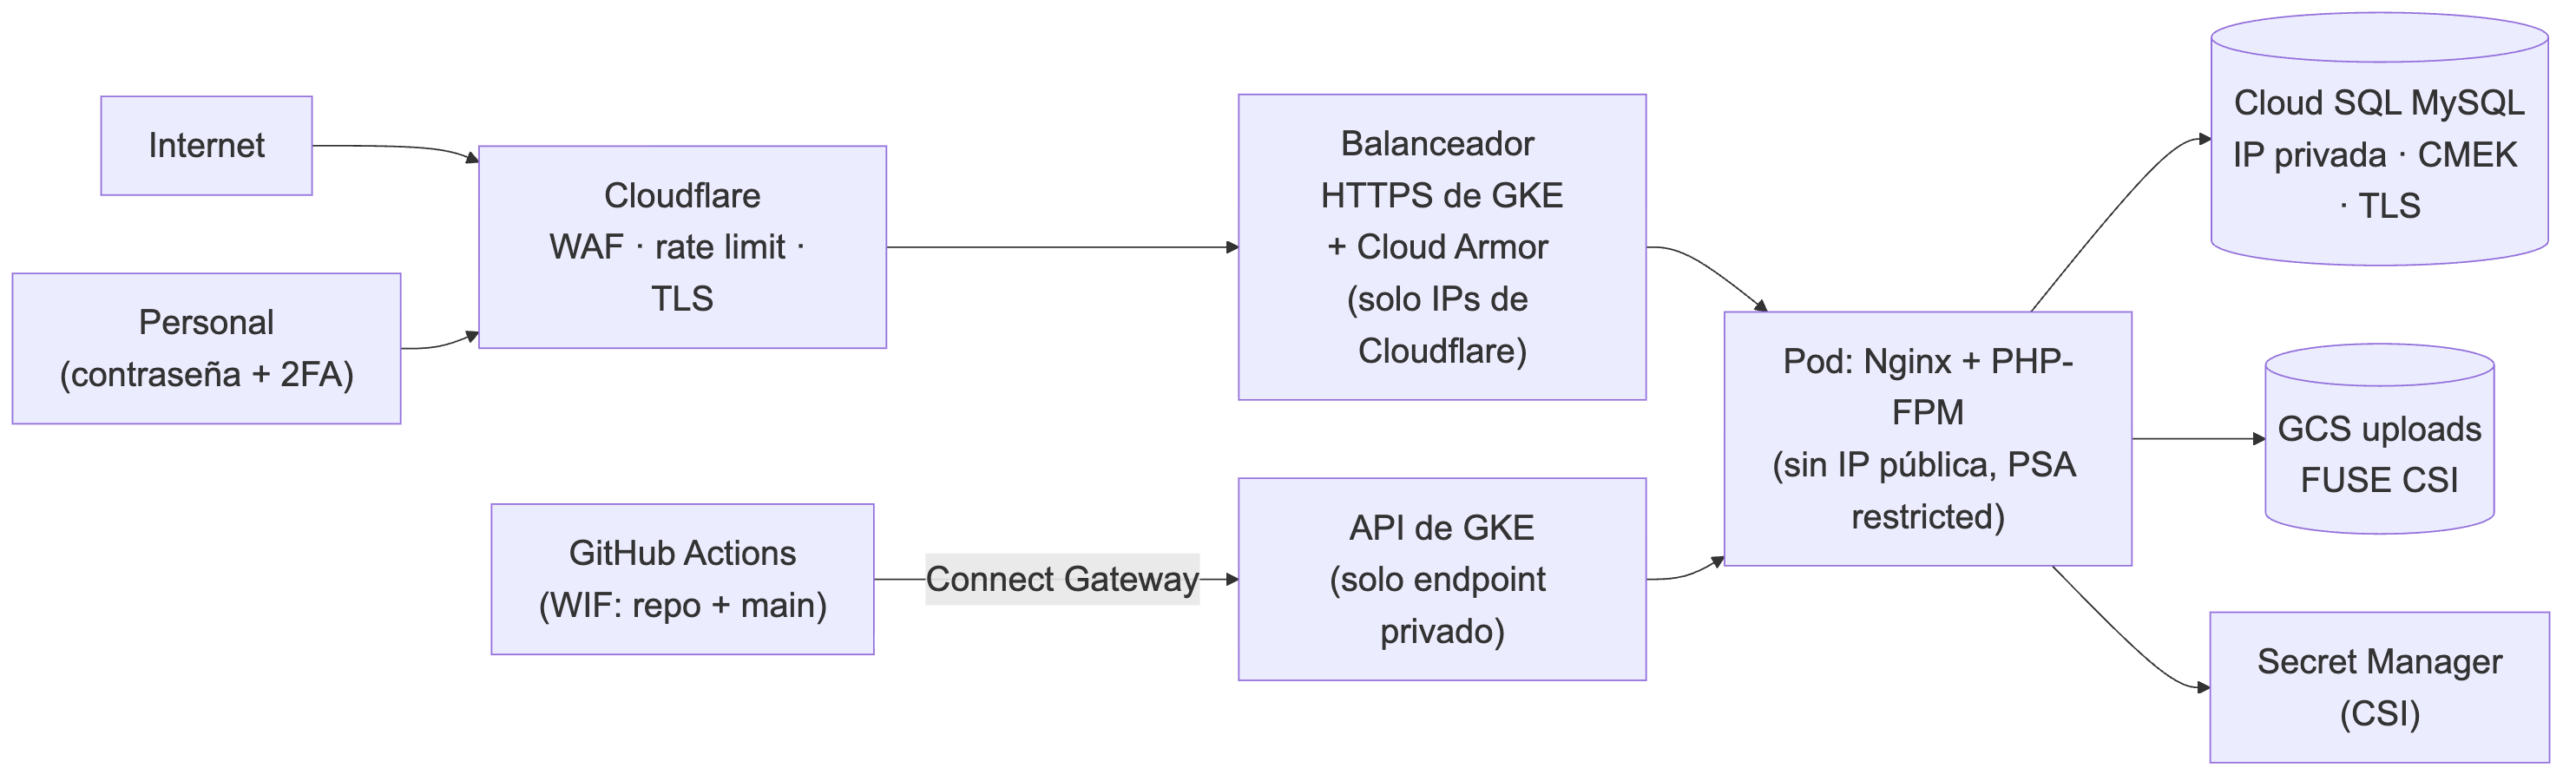 Internet
Personal
(contraseña + 2FA)
Cloudflare
WAF · rate limit ·
TLS
GitHub Actions
(WIF: repo + main)
Connect Gateway
Balanceador
HTTPS de GKE
+ Cloud Armor
(solo IPs de
Cloudflare)
API de GKE
(solo endpoint
privado)
Pod: Nginx + PHP-
FPM
(sin IP pública, PSA
restricted)
Cloud SQL MySQL
IP privada · CMEK
· TLS
GCS uploads
FUSE CSI
Secret Manager
(CSI)